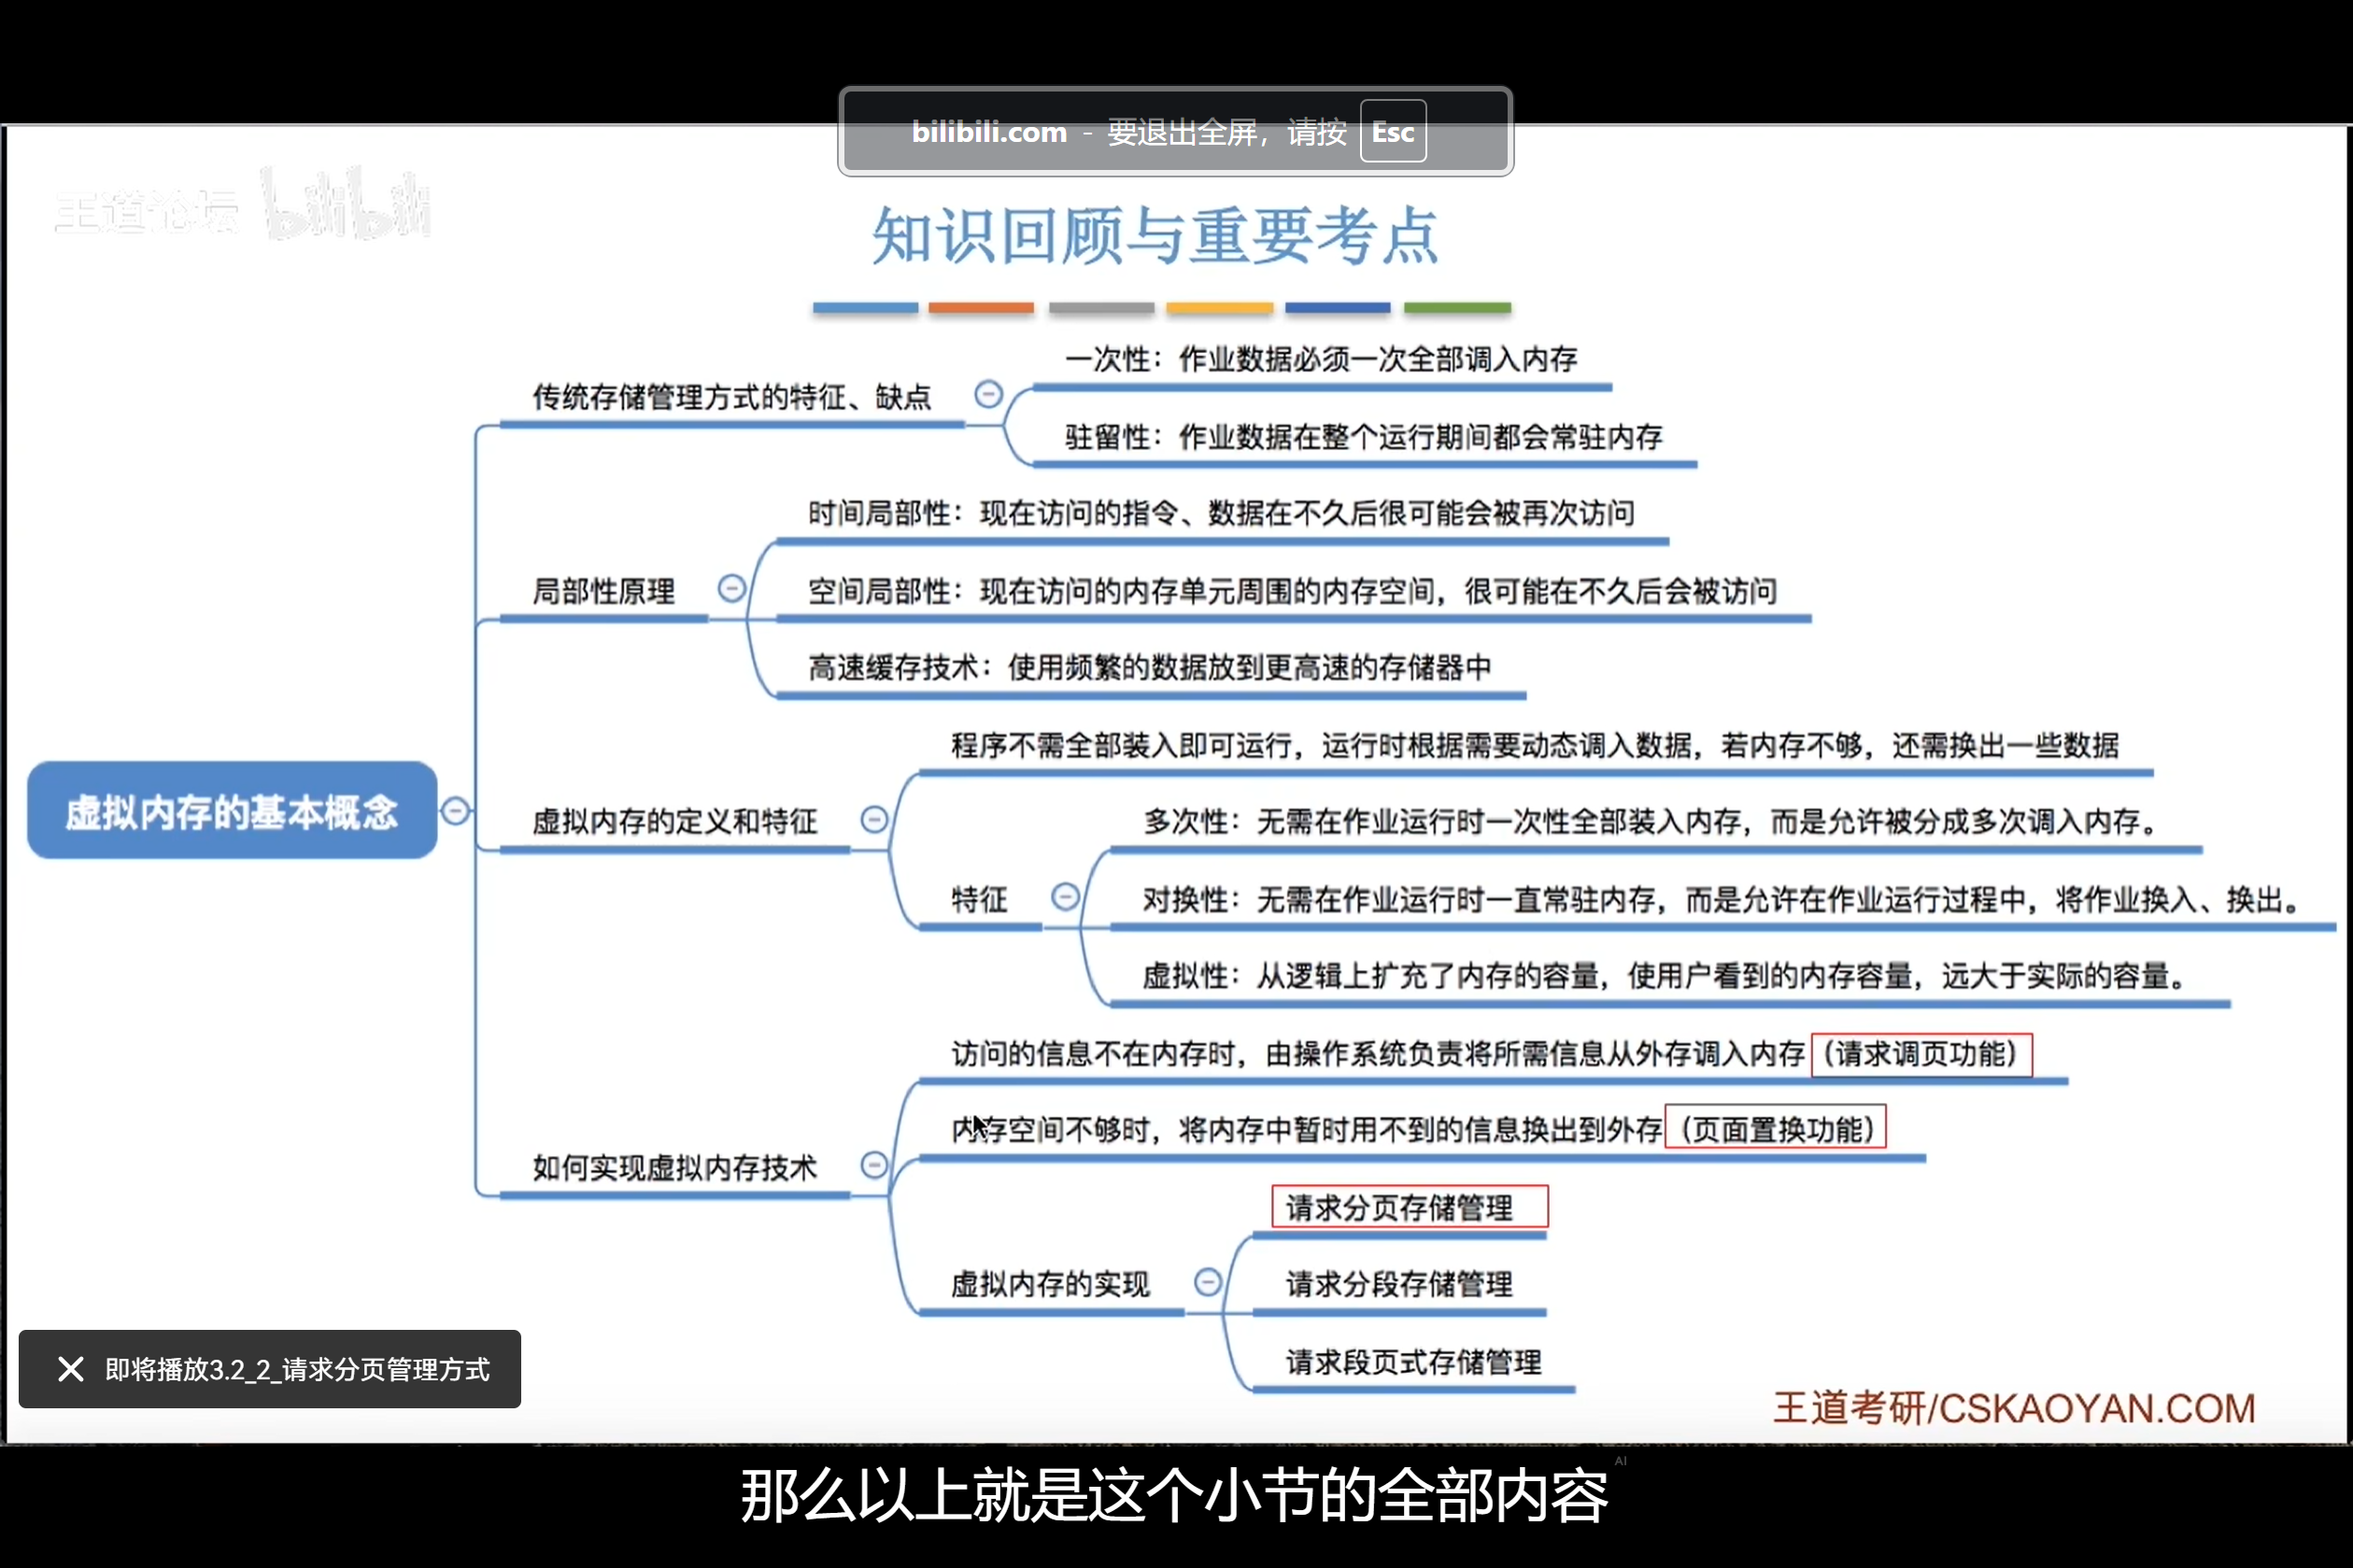 bilibili.com - 要退出全屏，请按 Esc
王道论坛 bilibili
知识回顾与重要考点
传统存储管理方式的特征、缺点
一次性：作业数据必须一次全部调入内存
驻留性：作业数据在整个运行期间都会常驻内存
局部性原理
时间局部性：现在访问的指令、数据在不久后很可能会被再次访问
空间局部性：现在访问的内存单元周围的内存空间，很可能在不久后会被访问
高速缓存技术：使用频繁的数据放到更高速的存储器中
虚拟内存的基本概念
虚拟内存的定义和特征
程序不需全部装入即可运行，运行时根据需要动态调入数据，若内存不够，还需换出一些数据
特征
多次性：无需在作业运行时一次性全部装入内存，而是允许被分成多次调入内存。
对换性：无需在作业运行时一直常驻内存，而是允许在作业运行过程中，将作业换入、换出。
虚拟性：从逻辑上扩充了内存的容量，使用户看到的内存容量，远大于实际的容量。
如何实现虚拟内存技术
访问的信息不在内存时，由操作系统负责将所需信息从外存调入内存（请求调页功能）
内存空间不够时，将内存中暂时用不到的信息换出到外存（页面置换功能）
虚拟内存的实现
请求分页存储管理
请求分段存储管理
请求段页式存储管理
即将播放3.2_2_请求分页管理方式
王道考研/CSKAOYAN.COM
那么以上就是这个小节的全部内容
AI